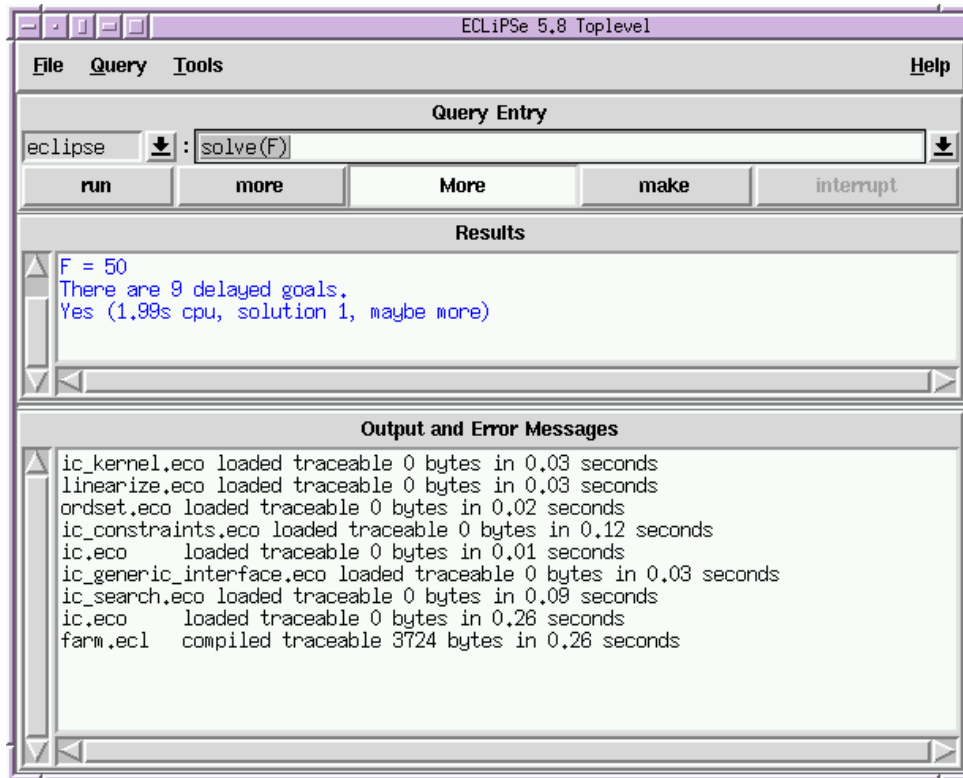 ECLiPSe 5.8 Toplevel
File Query Tools Help
Query Entry
eclipse : solve(F)
run more More make interrupt
Results
F = 50
There are 9 delayed goals.
Yes (1.99s cpu, solution 1, maybe more)
Output and Error Messages
ic_kernel.eco loaded traceable 0 bytes in 0.03 seconds
linearize.eco loaded traceable 0 bytes in 0.03 seconds
ordset.eco loaded traceable 0 bytes in 0.02 seconds
ic_constraints.eco loaded traceable 0 bytes in 0.12 seconds
ic.eco     loaded traceable 0 bytes in 0.01 seconds
ic_generic_interface.eco loaded traceable 0 bytes in 0.03 seconds
ic_search.eco loaded traceable 0 bytes in 0.09 seconds
ic.eco     loaded traceable 0 bytes in 0.26 seconds
farm.ecl   compiled traceable 3724 bytes in 0.26 seconds